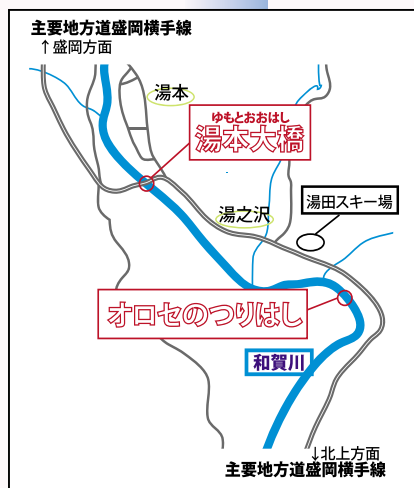 主要地方道盛岡横手線
↑盛岡方面
湯本
ゆもとおおはし
湯本大橋
湯田スキー場
湯之沢
オロセのつりはし
和賀川
↓北上方面
主要地方道盛岡横手線